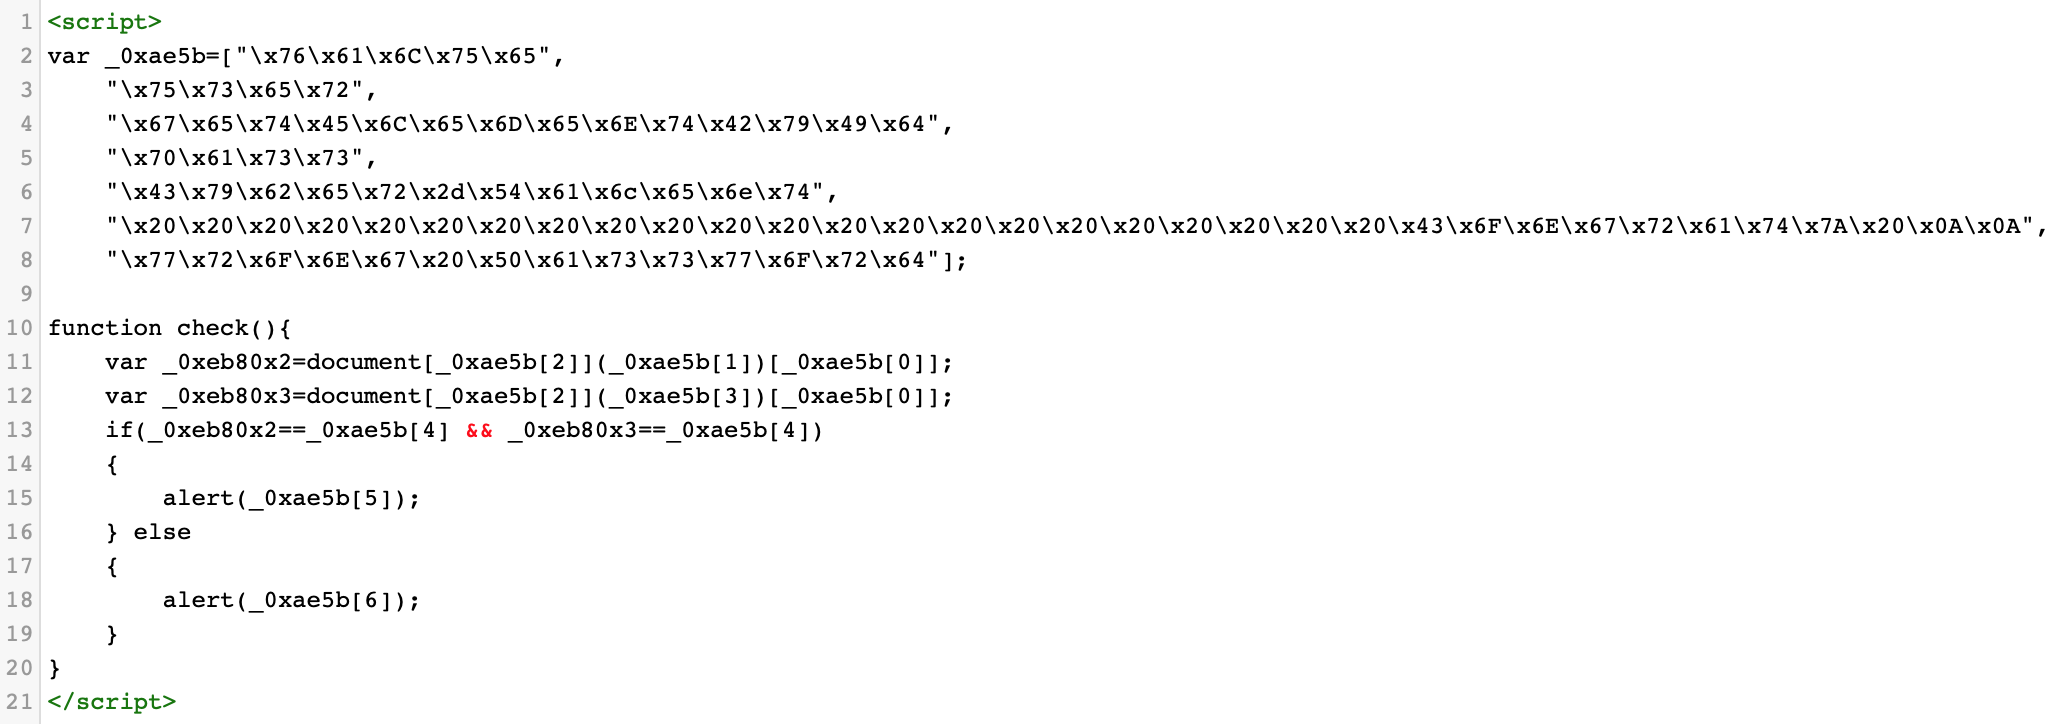 1 <script>
2 var _0xae5b=["\x76\x61\x6C\x75\x65",
3 "\x75\x73\x65\x72",
4 "\x67\x65\x74\x45\x6C\x65\x6D\x65\x6E\x74\x42\x79\x49\x64",
5 "\x70\x61\x73\x73",
6 "\x43\x79\x62\x65\x72\x2d\x54\x61\x6c\x65\x6e\x74",
7 "\x20\x20\x20\x20\x20\x20\x20\x20\x20\x20\x20\x20\x20\x20\x20\x20\x20\x20\x20\x20\x20\x20\x43\x6F\x6E\x67\x72\x61\x74\x7A\x20\x0A\x0A",
8 "\x77\x72\x6F\x6E\x67\x20\x50\x61\x73\x73\x77\x6F\x72\x64"];
9
10 function check(){
11 var _0xeb80x2=document[_0xae5b[2]](_0xae5b[1])[_0xae5b[0]];
12 var _0xeb80x3=document[_0xae5b[2]](_0xae5b[3])[_0xae5b[0]];
13 if(_0xeb80x2==_0xae5b[4] && _0xeb80x3==_0xae5b[4])
14 {
15 alert(_0xae5b[5]);
16 } else
17 {
18 alert(_0xae5b[6]);
19 }
20 }
21 </script>